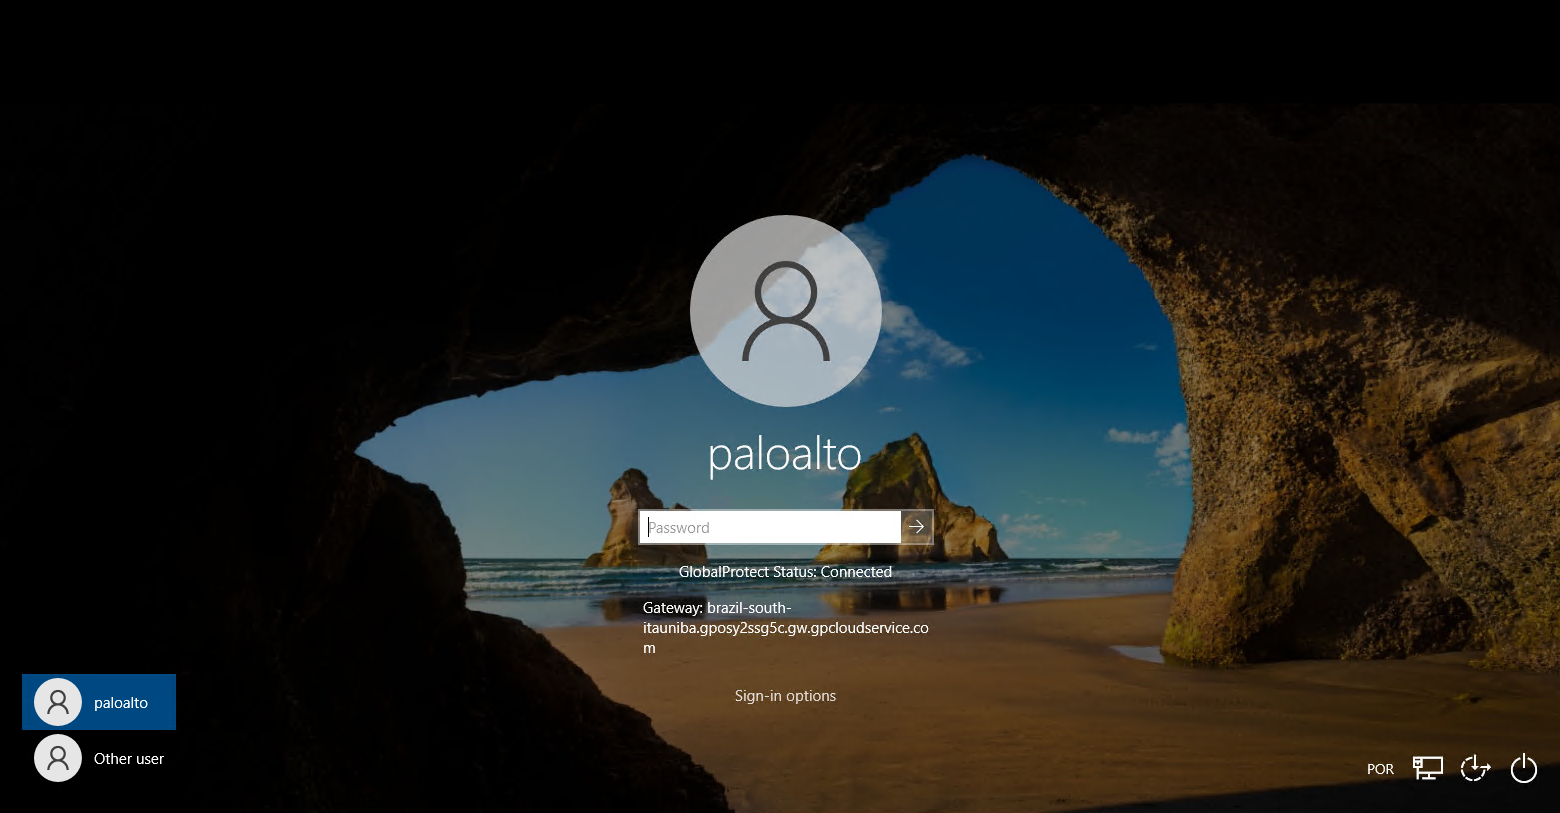 paloalto
Password
GlobalProtect Status: Connected
Gateway: brazil-south-
itauniba.gposy2ssg5c.gw.gpcloudservice.co
m
Sign-in options
paloalto
Other user
POR